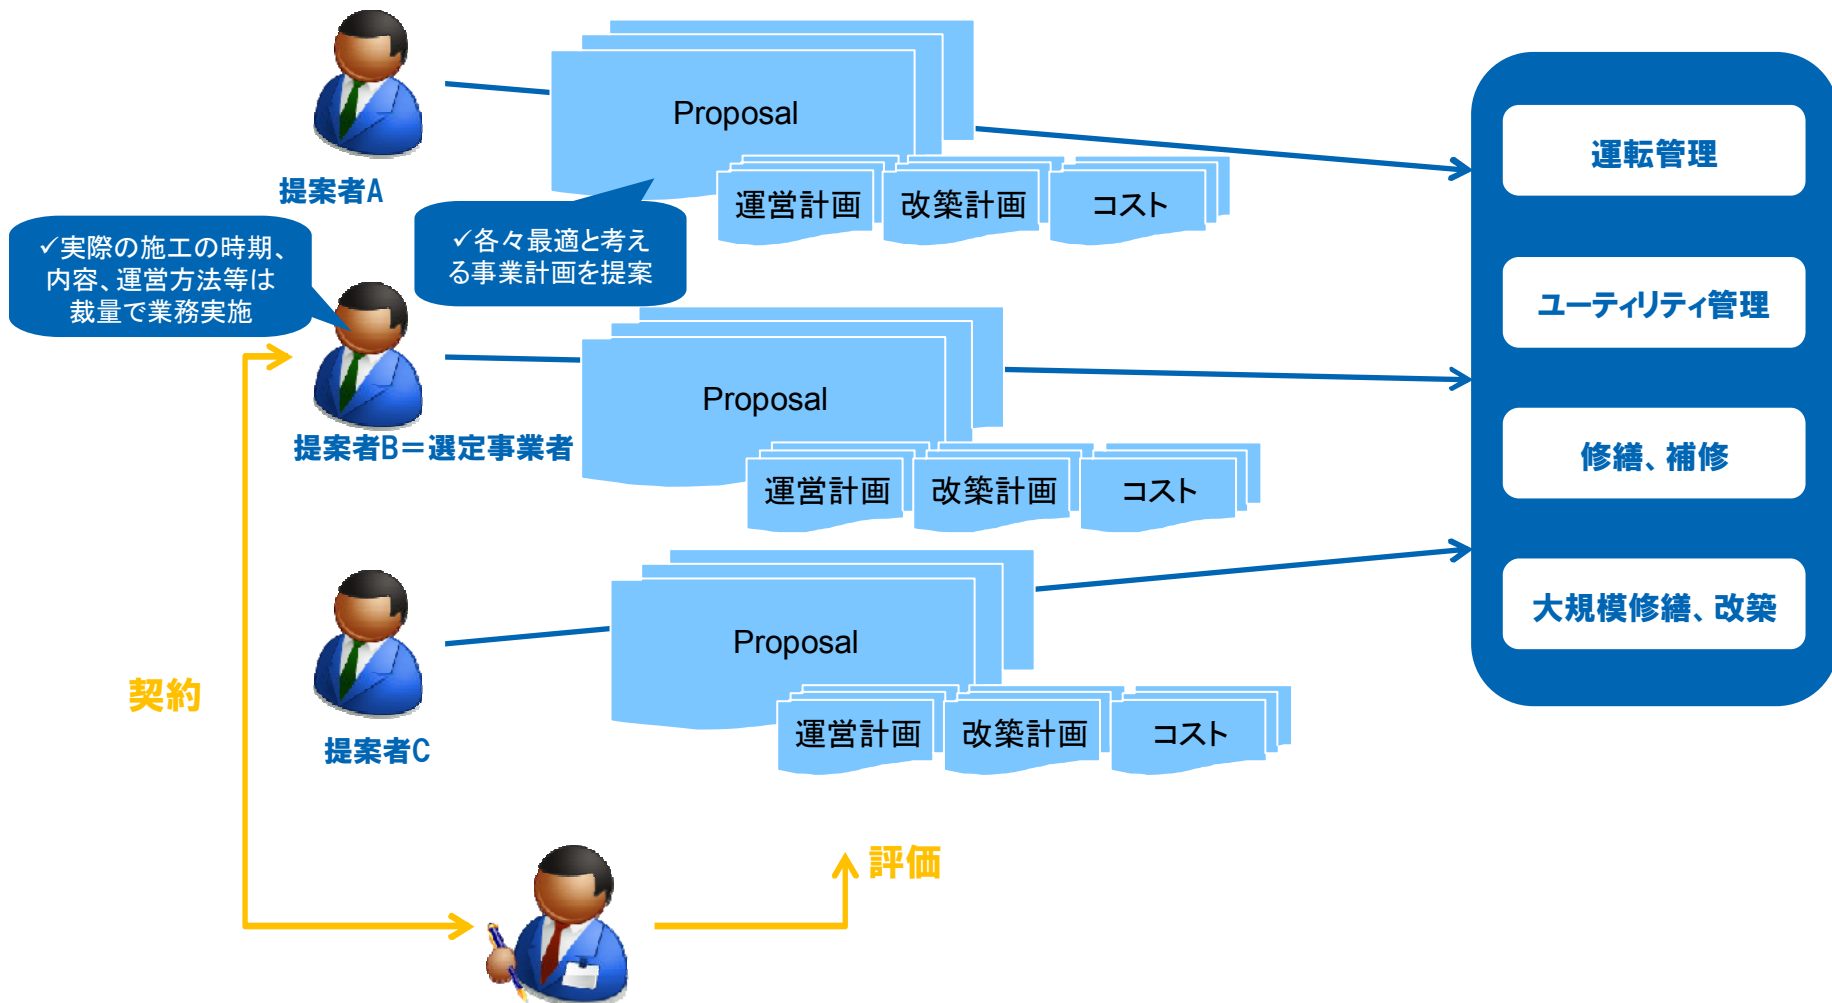 Proposal
運営計画
改築計画
コスト
提案者A
✓実際の施工の時期、
内容、運営方法等は
裁量で業務実施
✓各々最適と考え
る事業計画を提案
Proposal
運営計画
改築計画
コスト
提案者B＝選定事業者
Proposal
運営計画
改築計画
コスト
提案者C
契約
評価
運転管理
ユーティリティ管理
修繕、補修
大規模修繕、改築